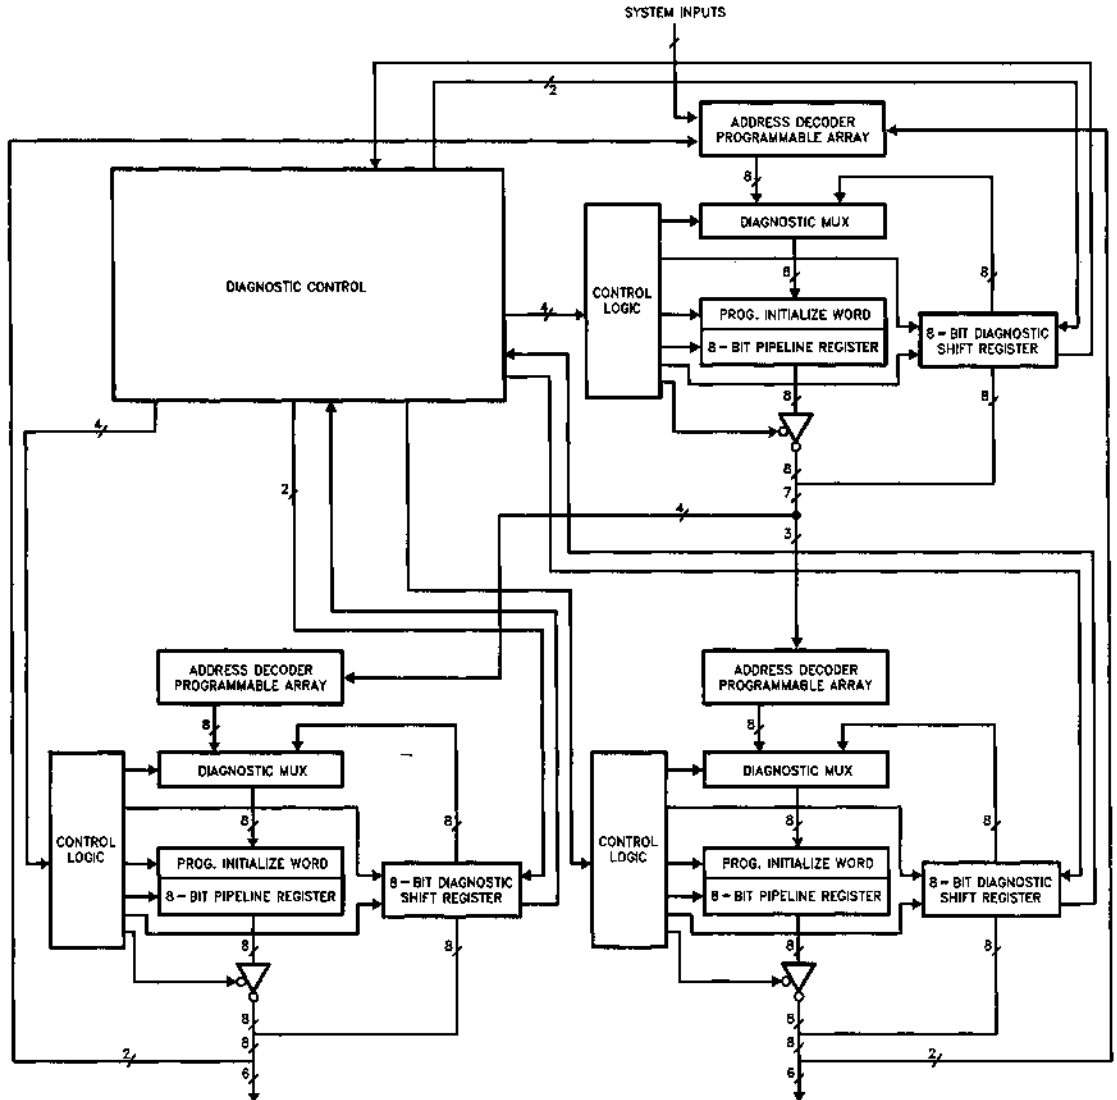 SYSTEM INPUTS
2
ADDRESS DECODER
PROGRAMMABLE ARRAY
8
DIAGNOSTIC MUX
8
8
DIAGNOSTIC CONTROL
CONTROL
LOGIC
4
PROG. INITIALIZE WORD
8-BIT PIPELINE REGISTER
8-BIT DIAGNOSTIC
SHIFT REGISTER
8
8
4
8
2
7
4
3
ADDRESS DECODER
PROGRAMMABLE ARRAY
ADDRESS DECODER
PROGRAMMABLE ARRAY
8
8
DIAGNOSTIC MUX
DIAGNOSTIC MUX
8
8
8
8
CONTROL
LOGIC
PROG. INITIALIZE WORD
8-BIT PIPELINE REGISTER
8-BIT DIAGNOSTIC
SHIFT REGISTER
CONTROL
LOGIC
PROG. INITIALIZE WORD
8-BIT PIPELINE REGISTER
8-BIT DIAGNOSTIC
SHIFT REGISTER
8
8
8
8
8
8
8
8
2
2
6
6